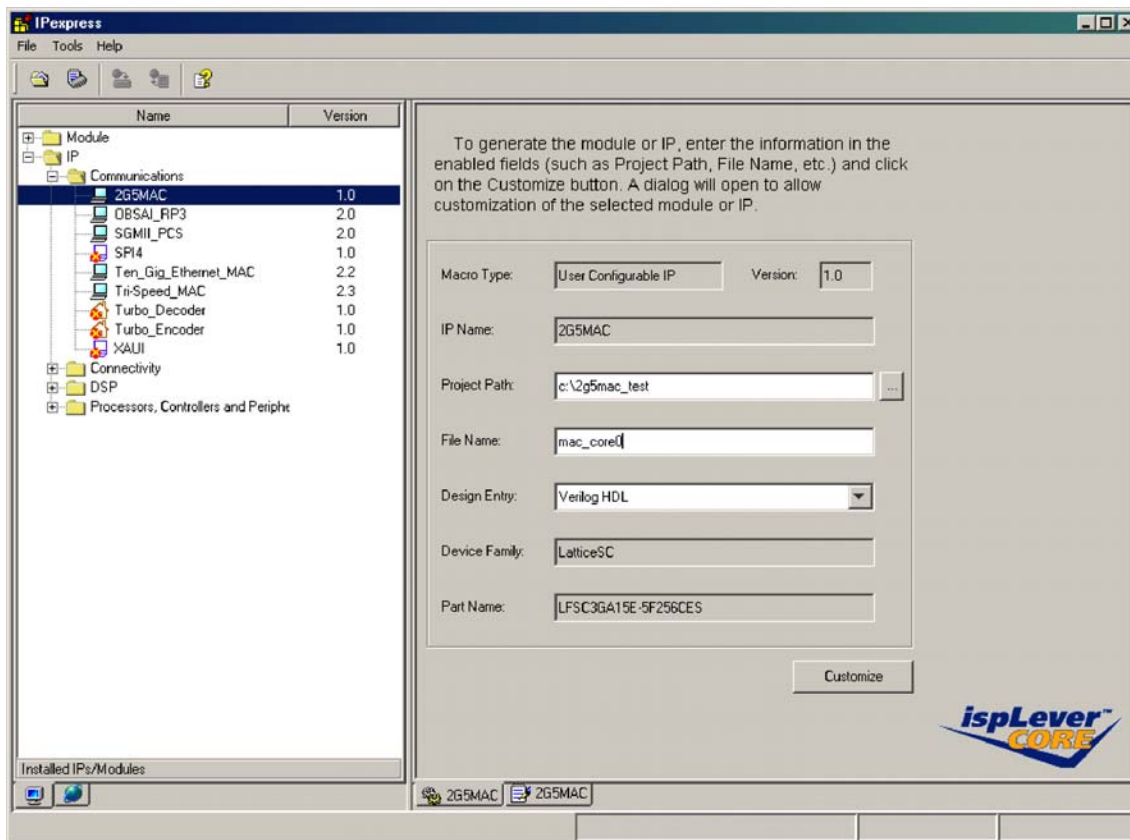 IPexpress
File Tools Help
Name Version
Module
IP
Communications
2G5MAC 1.0
OBSAI_RP3 2.0
SGMII_PCS 2.0
SPI4 1.0
Ten_Gig_Ethernet_MAC 2.2
Tri-Speed_MAC 2.3
Turbo_Decoder 1.0
Turbo_Encoder 1.0
XAUI 1.0
Connectivity
DSP
Processors, Controllers and Periphe
Installed IPs/Modules
To generate the module or IP, enter the information in the
enabled fields (such as Project Path, File Name, etc.) and click
on the Customize button. A dialog will open to allow
customization of the selected module or IP.
Macro Type: User Configurable IP Version: 1.0
IP Name: 2G5MAC
Project Path: c:\2g5mac_test ...
File Name: mac_core0
Design Entry: Verilog HDL
Device Family: LatticeSC
Part Name: LFSC3GA15E-5F256CES
Customize
ispLever™
CORE
2G5MAC 2G5MAC